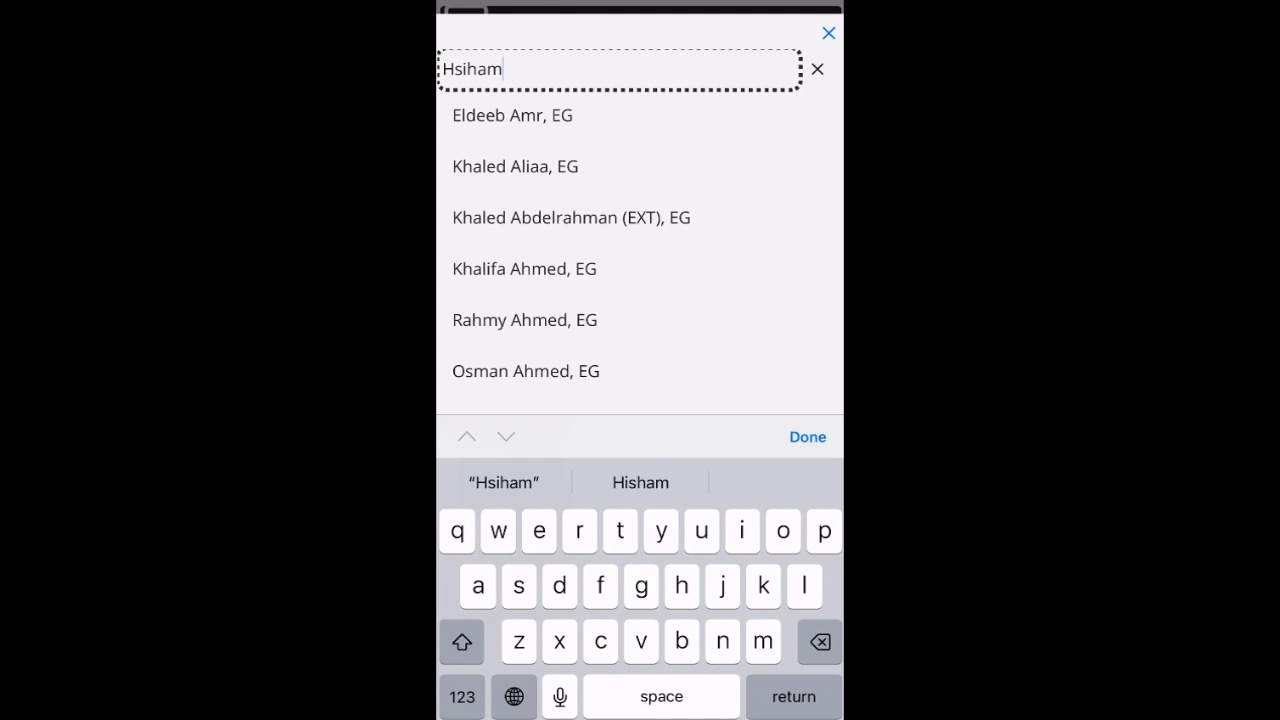 Hsiham
Eldeeb Amr, EG
Khaled Aliaa, EG
Khaled Abdelrahman (EXT), EG
Khalifa Ahmed, EG
Rahmy Ahmed, EG
Osman Ahmed, EG
Done
“Hsiham” Hisham
q w e r t y u i o p
a s d f g h j k l
z x c v b n m
123 space return